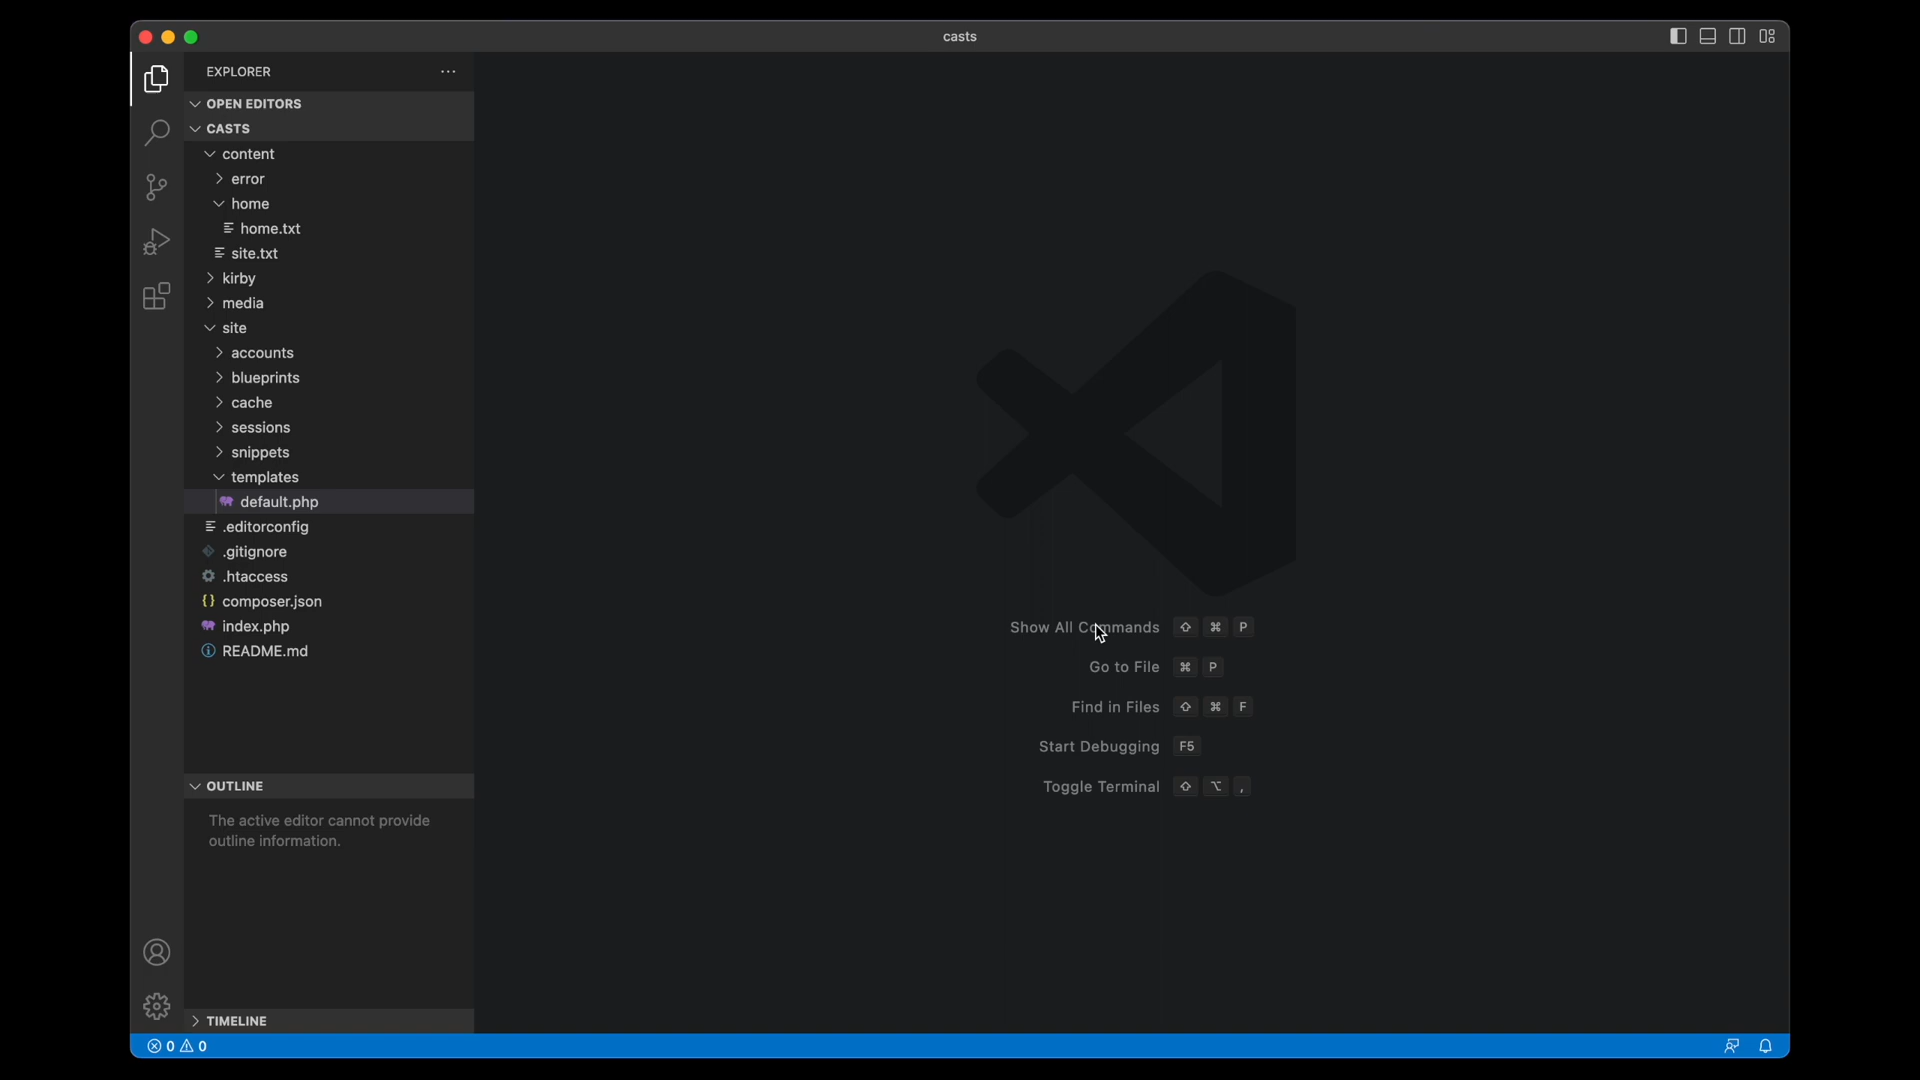 casts
EXPLORER
OPEN EDITORS
CASTS
content
error
home
home.txt
site.txt
kirby
media
site
accounts
blueprints
cache
sessions
snippets
templates
default.php
.editorconfig
.gitignore
.htaccess
{} composer.json
index.php
README.md
OUTLINE
The active editor cannot provide
outline information.
TIMELINE
Show All Commands ⇧ ⌘ P
Go to File ⌘ P
Find in Files ⇧ ⌘ F
Start Debugging F5
Toggle Terminal ⇧ ⌥ ,
0 0